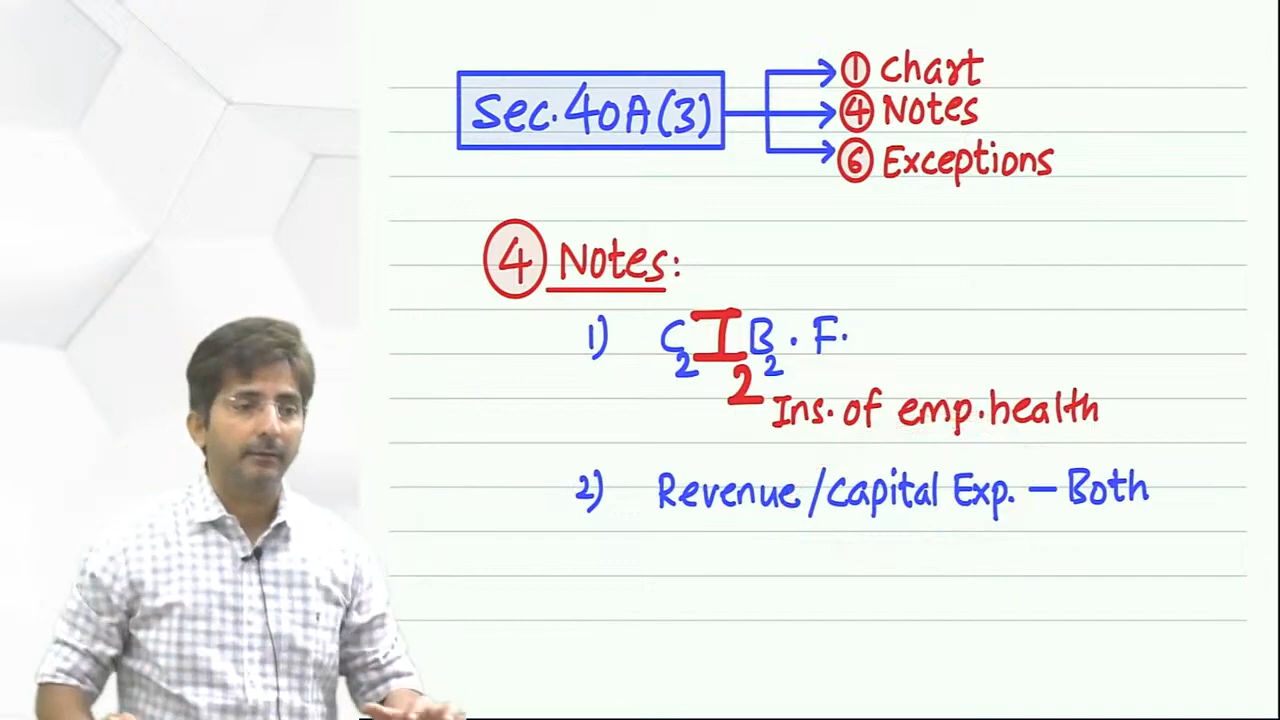 Sec. 40A(3)
① Chart
④ Notes
⑥ Exceptions
④ Notes:
1) C2 I2 B2 . F.
Ins. of emp. health
2) Revenue/Capital Exp. – Both